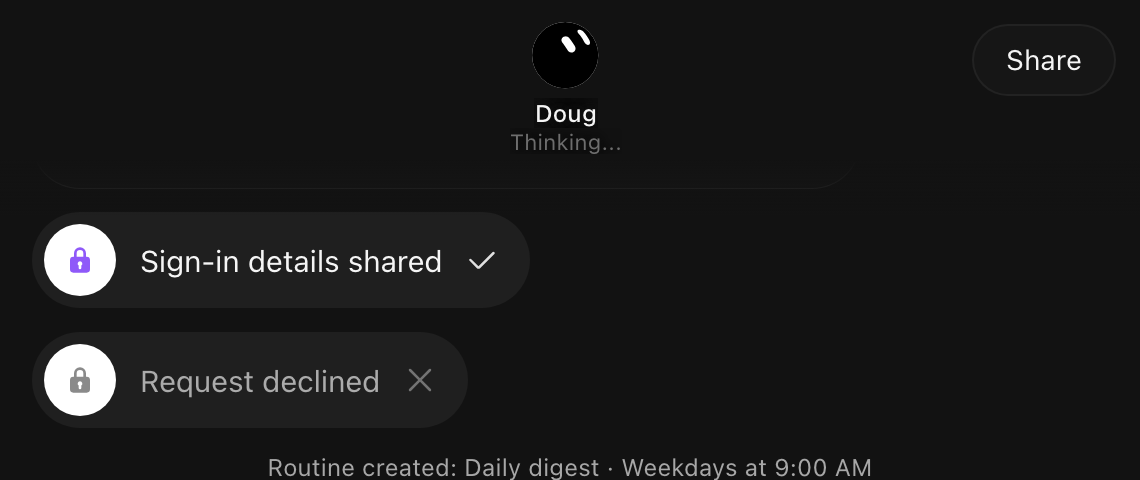 Share
Doug
Thinking...
Sign-in details shared
Request declined
Routine created: Daily digest · Weekdays at 9:00 AM